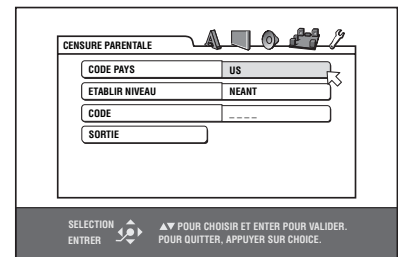 CENSURE PARENTALE
CODE PAYS US
ETABLIR NIVEAU NEANT
CODE _ _ _ _
SORTIE
SELECTION ▲▼ POUR CHOISIR ET ENTER POUR VALIDER.
ENTRER POUR QUITTER, APPUYER SUR CHOICE.